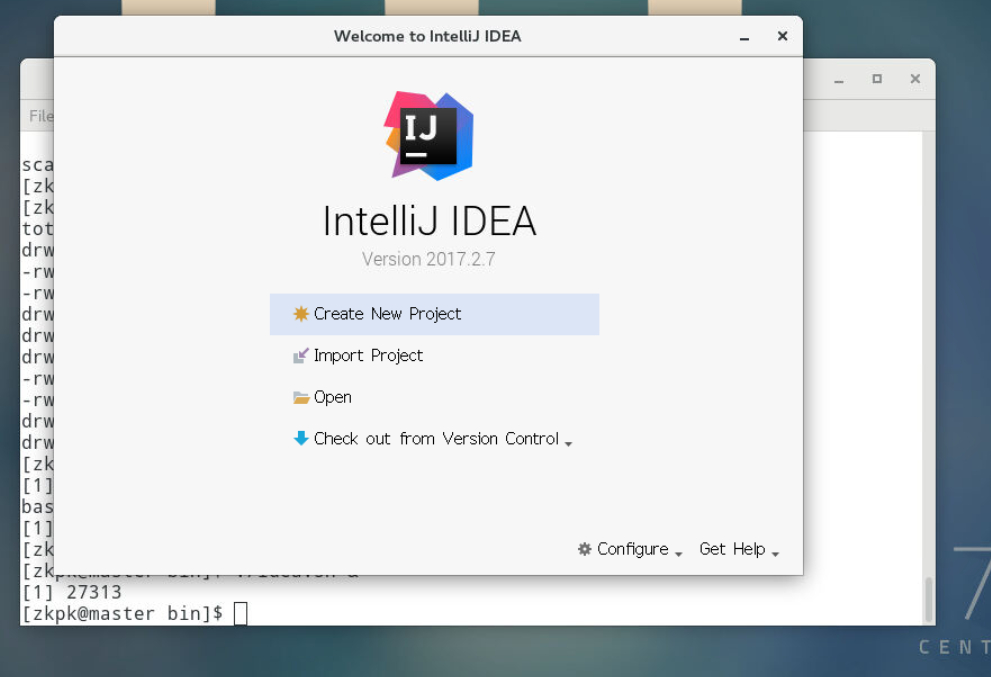 Welcome to IntelliJ IDEA
File
IJ
IntelliJ IDEA
Version 2017.2.7
Create New Project
Import Project
Open
Check out from Version Control
Configure
Get Help
sca
[zk
[zk
tot
drw
-rw
-rw
drw
drw
drw
-rw
-rw
drw
drw
[zk
[1]
bas
[1]
[zk
[zkpk@master bin]$ ./idea.sh &
[1] 27313
[zkpk@master bin]$
7
CENT